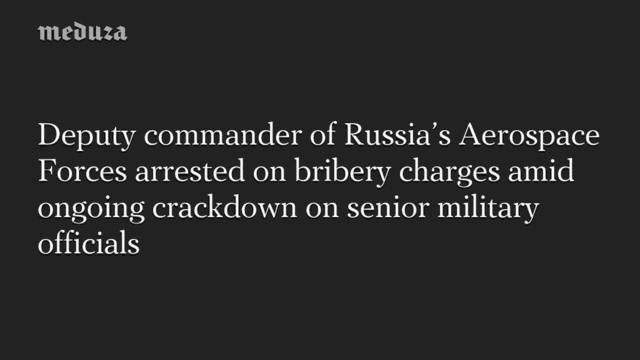 meduza
Deputy commander of Russia’s Aerospace
Forces arrested on bribery charges amid
ongoing crackdown on senior military
officials